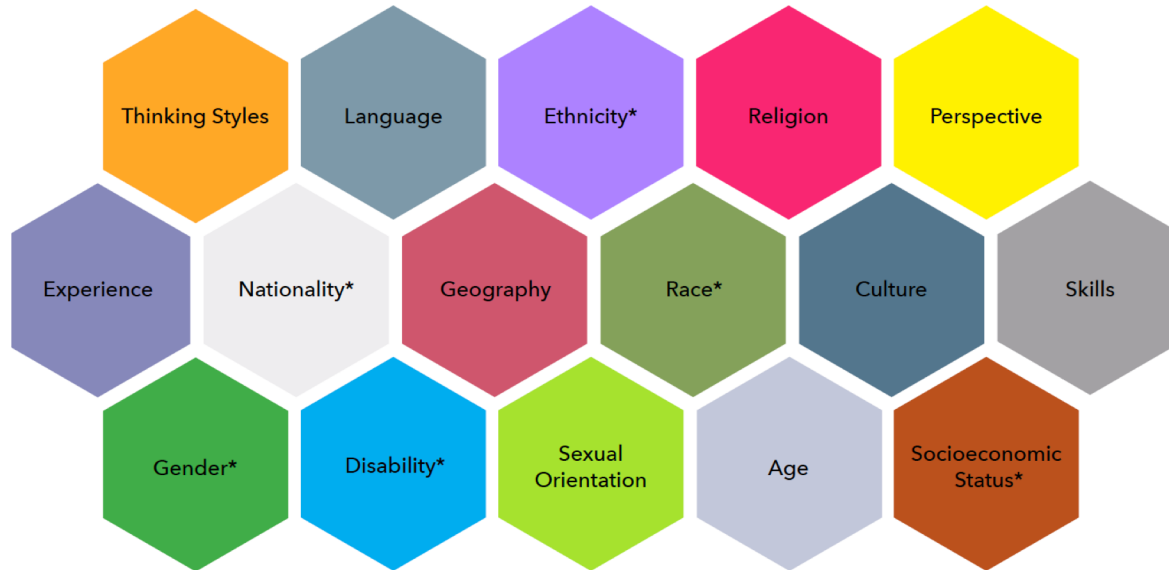 Thinking Styles
Language
Ethnicity*
Religion
Perspective
Experience
Nationality*
Geography
Race*
Culture
Skills
Gender*
Disability*
Sexual
Orientation
Age
Socioeconomic
Status*